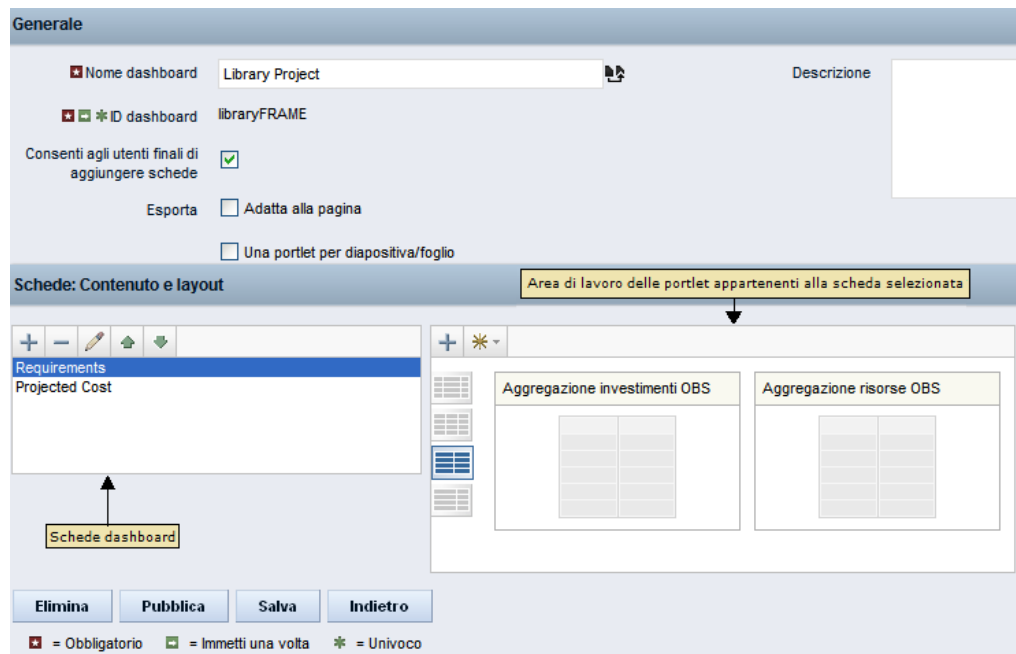 Generale
Nome dashboard
Library Project
Descrizione
ID dashboard
libraryFRAME
Consenti agli utenti finali di
aggiungere schede
Esporta
Adatta alla pagina
Una portlet per diapositiva/foglio
Schede: Contenuto e layout
Area di lavoro delle portlet appartenenti alla scheda selezionata
Requirements
Projected Cost
Aggregazione investimenti OBS
Aggregazione risorse OBS
Schede dashboard
Elimina
Pubblica
Salva
Indietro
= Obbligatorio
= Immetti una volta
= Univoco